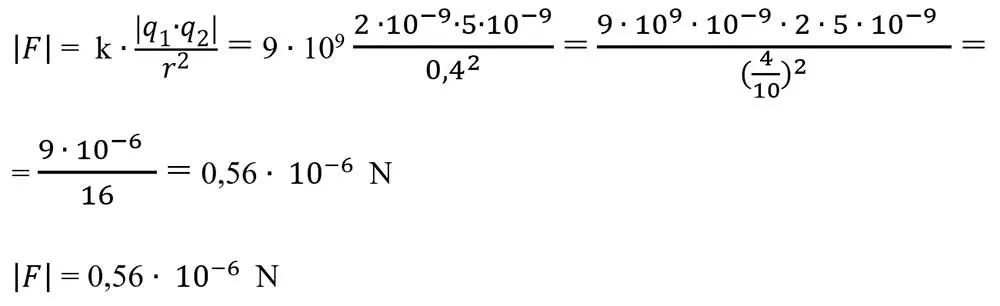 |F| = k · |q₁·q₂| / r² = 9 · 10⁹ 2 ·10⁻⁹·5·10⁻⁹ / 0,4² = 9 · 10⁹ · 10⁻⁹ · 2 · 5 · 10⁻⁹ / (4/10)² =
= 9 · 10⁻⁶ / 16 = 0,56 · 10⁻⁶ N
|F| = 0,56 · 10⁻⁶ N